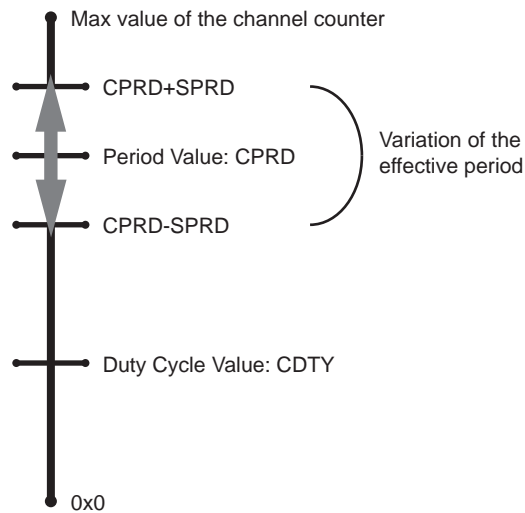 Max value of the channel counter
CPRD+SPRD
Period Value: CPRD
Variation of the
effective period
CPRD-SPRD
Duty Cycle Value: CDTY
0x0